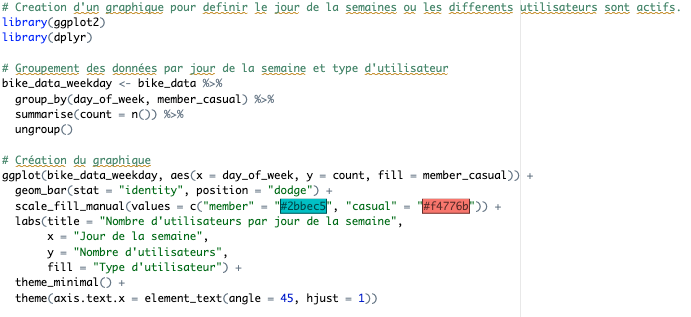 # Creation d'un graphique pour definir le jour de la semaines ou les differents utilisateurs sont actifs.
library(ggplot2)
library(dplyr)

# Groupement des données par jour de la semaine et type d'utilisateur
bike_data_weekday <- bike_data %>%
  group_by(day_of_week, member_casual) %>%
  summarise(count = n()) %>%
  ungroup()

# Création du graphique
ggplot(bike_data_weekday, aes(x = day_of_week, y = count, fill = member_casual)) +
  geom_bar(stat = "identity", position = "dodge") +
  scale_fill_manual(values = c("member" = "#2bbec5", "casual" = "#f4776b")) +
  labs(title = "Nombre d'utilisateurs par jour de la semaine",
       x = "Jour de la semaine",
       y = "Nombre d'utilisateurs",
       fill = "Type d'utilisateur") +
  theme_minimal() +
  theme(axis.text.x = element_text(angle = 45, hjust = 1))